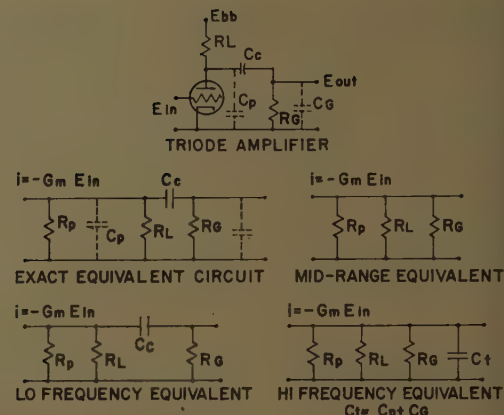 Ebb
RL
Cc
Eout
Ein
Cp
RG
CG
TRIODE AMPLIFIER
i=-Gm Ein
Cc
Rp
Cp
RL
RG
EXACT EQUIVALENT CIRCUIT
i=-Gm Ein
Rp
RL
RG
MID-RANGE EQUIVALENT
i=-Gm Ein
Cc
Rp
RL
RG
LO FREQUENCY EQUIVALENT
i=-Gm Ein
Rp
RL
RG
Ct
HI FREQUENCY EQUIVALENT
Ct= Cp+ CG